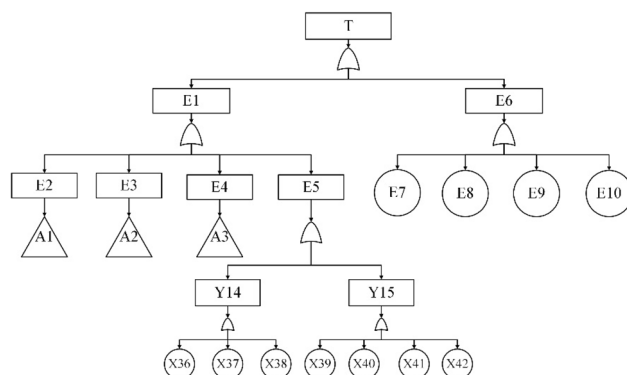 T
E1 E6
E2 E3 E4 E5 E7 E8 E9 E10
A1 A2 A3
Y14 Y15
X36 X37 X38 X39 X40 X41 X42